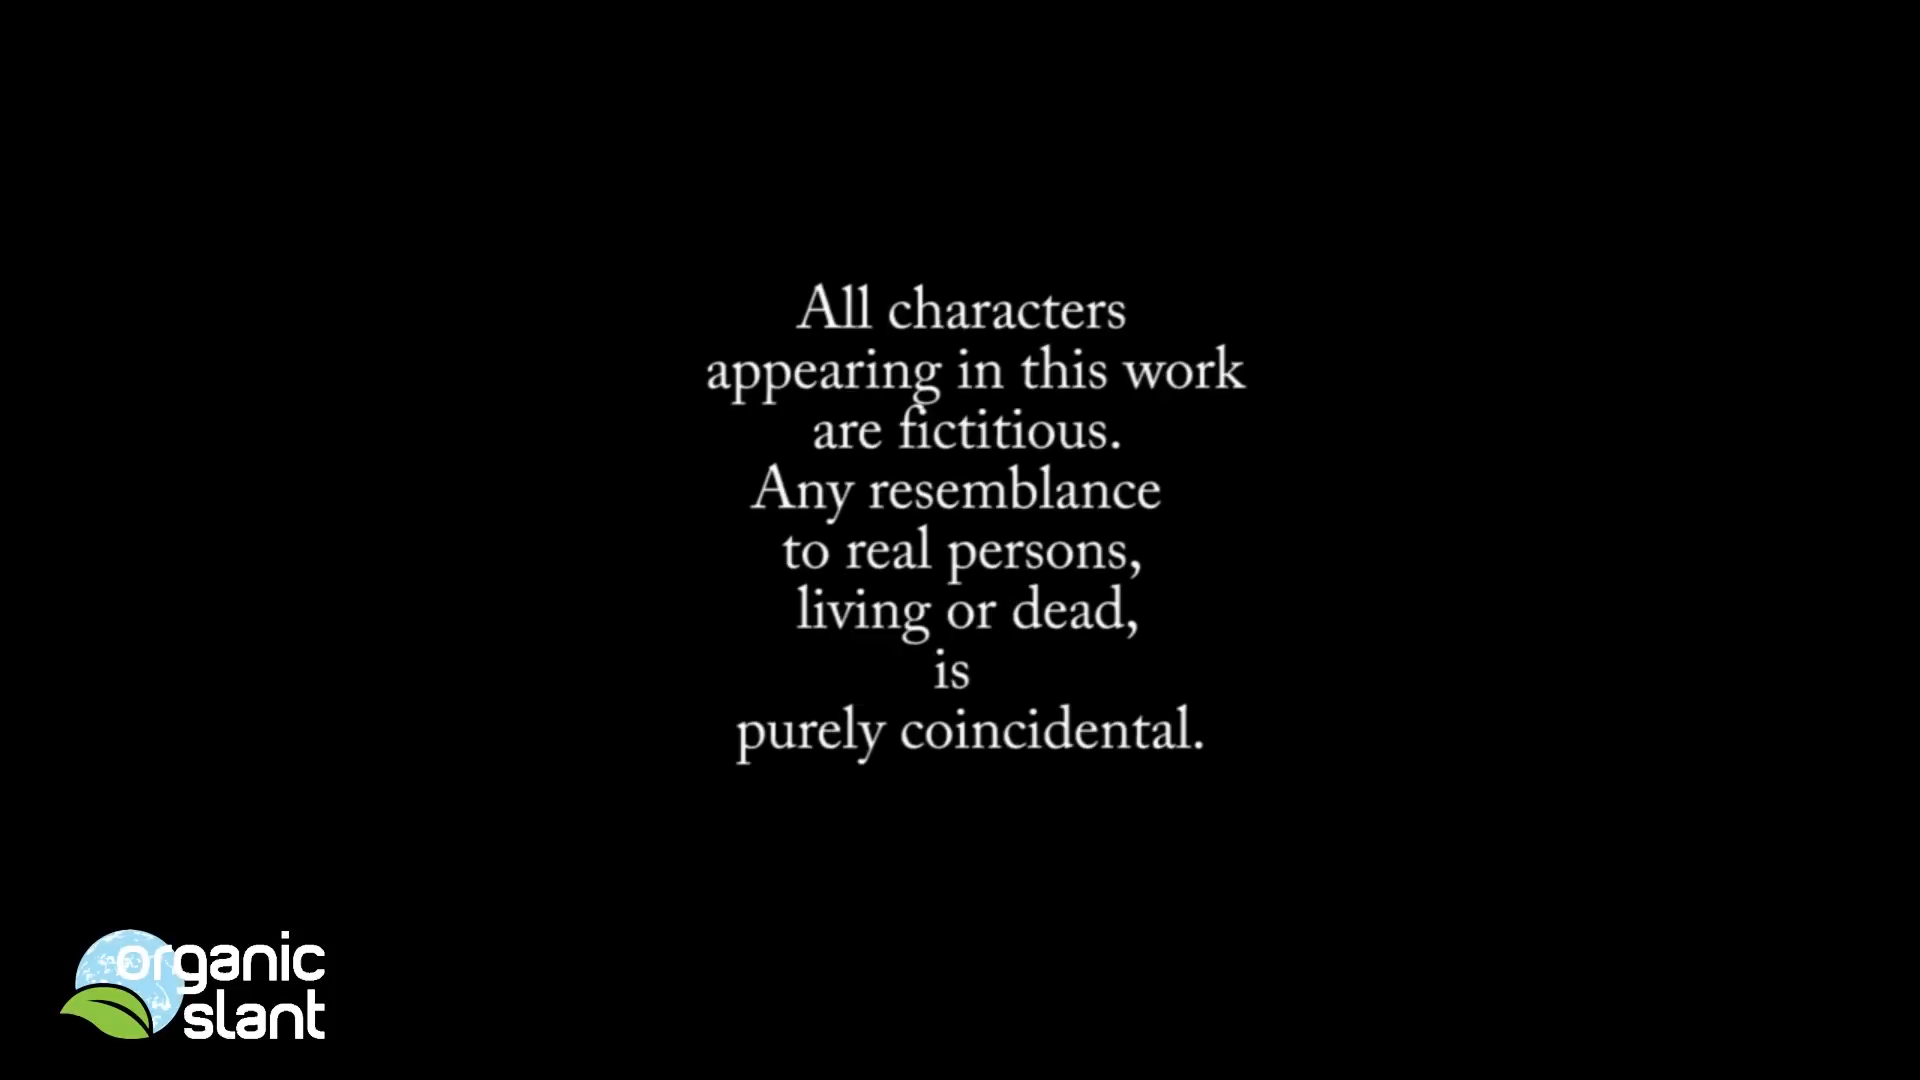 All characters
appearing in this work
are fictitious.
Any resemblance
to real persons,
living or dead,
is
purely coincidental.
organic
slant